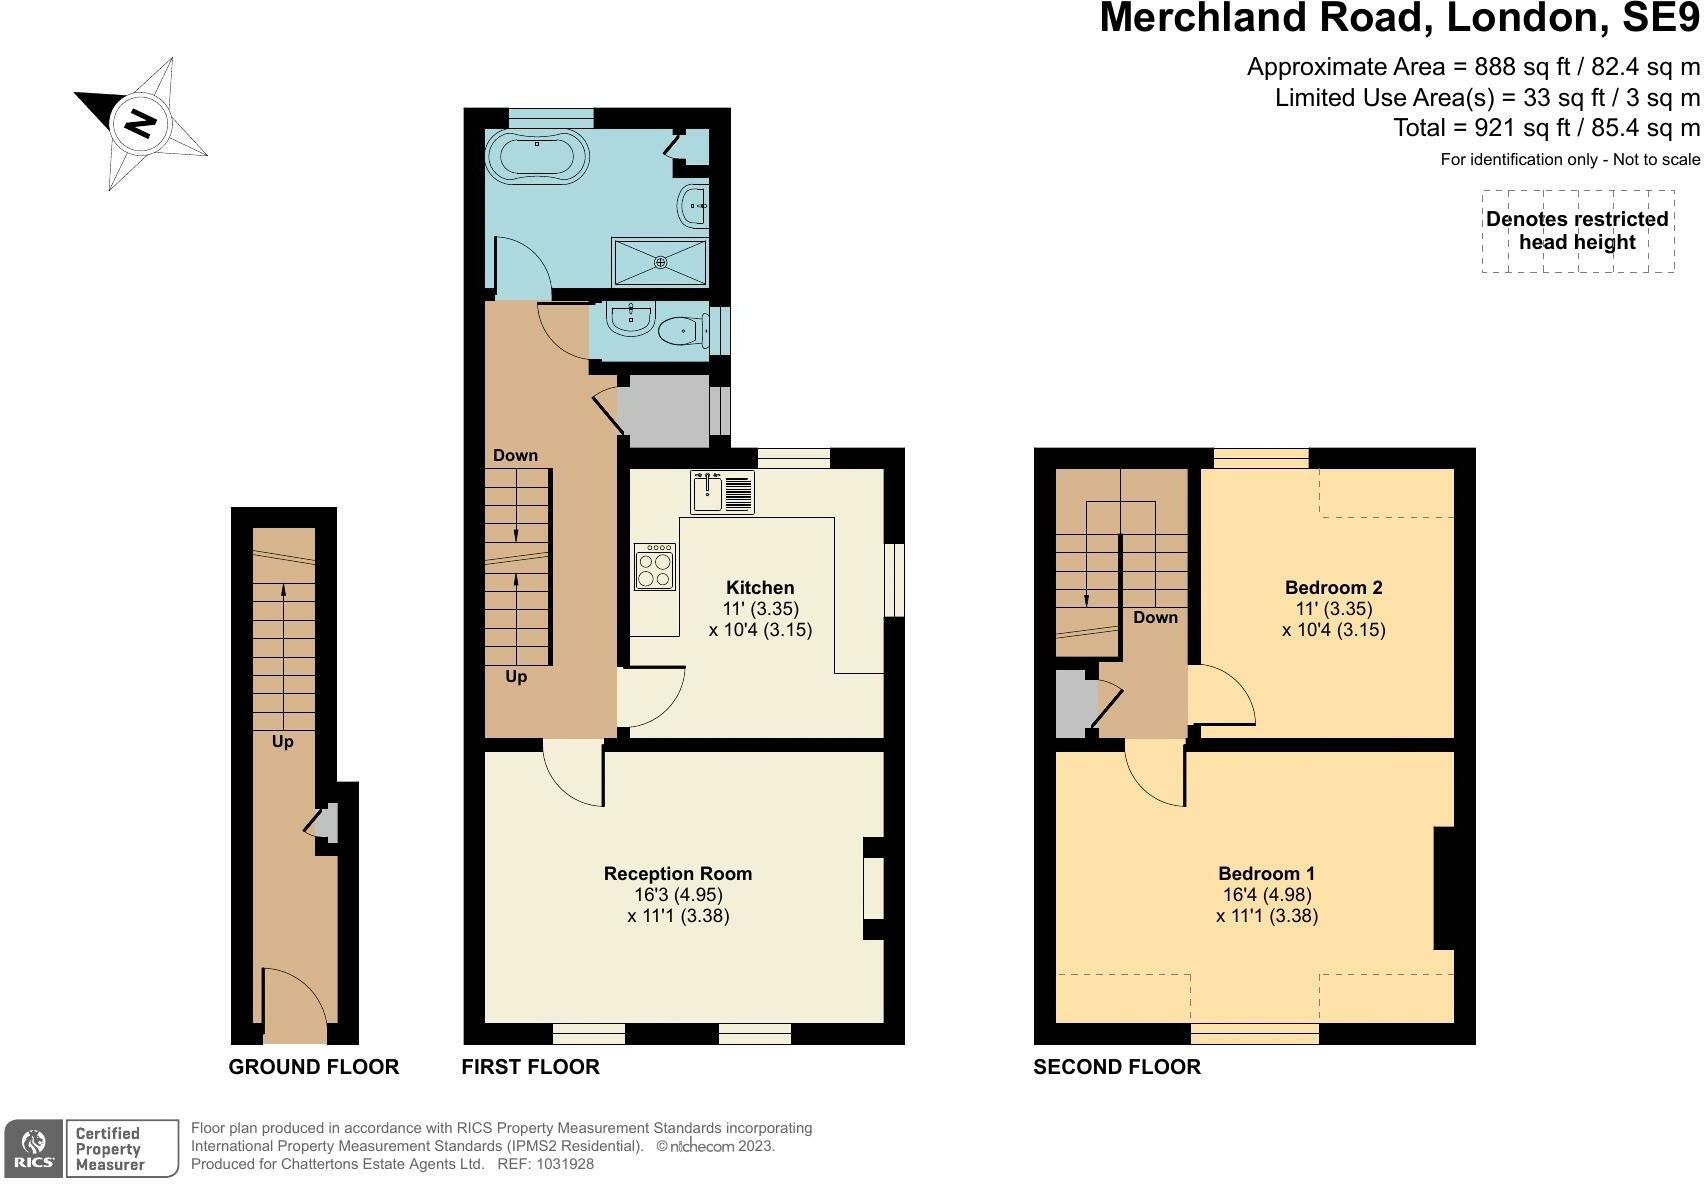 Merchland Road, London, SE9
Approximate Area = 888 sq ft / 82.4 sq m
Limited Use Area(s) = 33 sq ft / 3 sq m
Total = 921 sq ft / 85.4 sq m
For identification only - Not to scale
Denotes restricted
head height
N
Down
Up
Kitchen
11' (3.35)
x 10'4 (3.15)
Reception Room
16'3 (4.95)
x 11'1 (3.38)
Up
Down
Bedroom 2
11' (3.35)
x 10'4 (3.15)
Bedroom 1
16'4 (4.98)
x 11'1 (3.38)
GROUND FLOOR
FIRST FLOOR
SECOND FLOOR
RICS
Certified
Property
Measurer
Floor plan produced in accordance with RICS Property Measurement Standards incorporating
International Property Measurement Standards (IPMS2 Residential). © nichecom 2023.
Produced for Chattertons Estate Agents Ltd. REF: 1031928